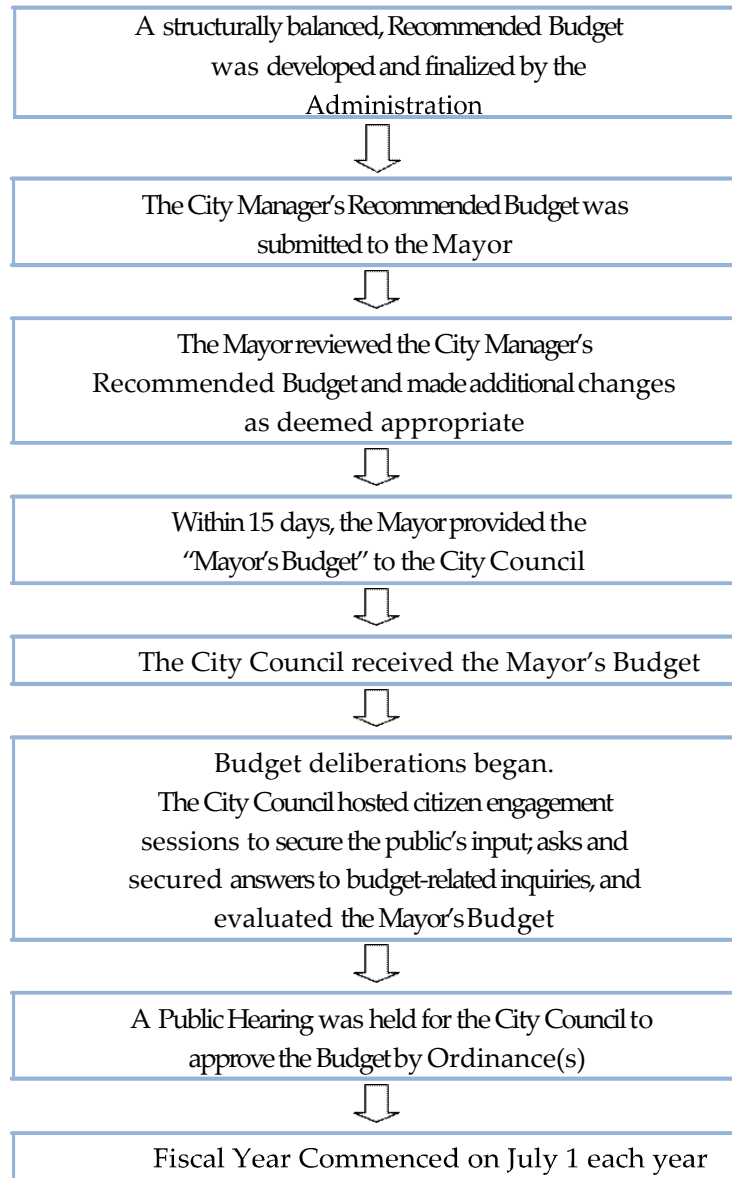 A structurally balanced, Recommended Budget
was developed and finalized by the
Administration
The City Manager’s Recommended Budget was
submitted to the Mayor
The Mayor reviewed the City Manager’s
Recommended Budget and made additional changes
as deemed appropriate
Within 15 days, the Mayor provided the
“Mayor’s Budget” to the City Council
The City Council received the Mayor’s Budget
Budget deliberations began.
The City Council hosted citizen engagement
sessions to secure the public’s input; asks and
secured answers to budget-related inquiries, and
evaluated the Mayor’s Budget
A Public Hearing was held for the City Council to
approve the Budget by Ordinance(s)
Fiscal Year Commenced on July 1 each year